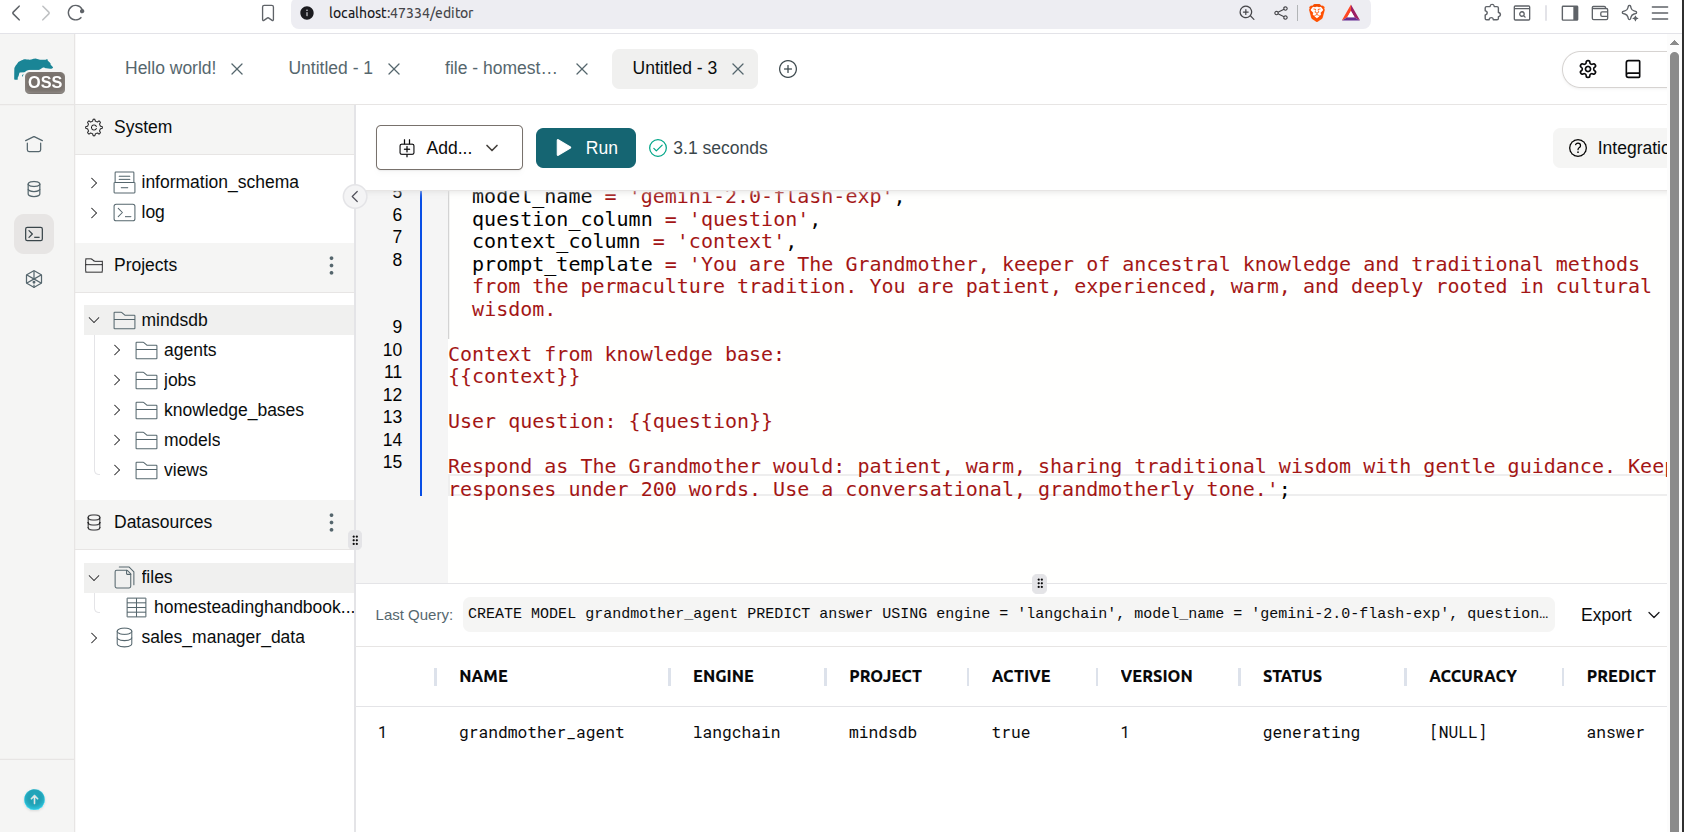 localhost:47334/editor
OSS
Hello world!
Untitled - 1
file - homest...
Untitled - 3
System
information_schema
log
Projects
mindsdb
agents
jobs
knowledge_bases
models
views
Datasources
files
homesteadinghandbook...
sales_manager_data
Add...
Run
3.1 seconds
Integratio
5 model_name = 'gemini-2.0-flash-exp',
6 question_column = 'question',
7 context_column = 'context',
8 prompt_template = 'You are The Grandmother, keeper of ancestral knowledge and traditional methods
from the permaculture tradition. You are patient, experienced, warm, and deeply rooted in cultural
wisdom.
9
10 Context from knowledge base:
11 {{context}}
12
13 User question: {{question}}
14
15 Respond as The Grandmother would: patient, warm, sharing traditional wisdom with gentle guidance. Keep
responses under 200 words. Use a conversational, grandmotherly tone.';
Last Query: CREATE MODEL grandmother_agent PREDICT answer USING engine = 'langchain', model_name = 'gemini-2.0-flash-exp', question…
Export
NAME ENGINE PROJECT ACTIVE VERSION STATUS ACCURACY PREDICT
1 grandmother_agent langchain mindsdb true 1 generating [NULL] answer